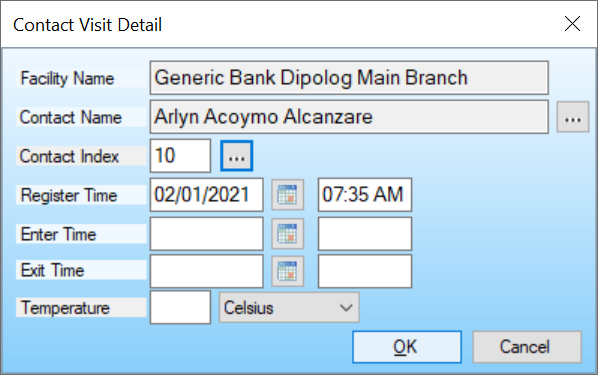 Contact Visit Detail
Facility Name Generic Bank Dipolog Main Branch
Contact Name Arlyn Acoymo Alcanzare ...
Contact Index 10 ...
Register Time 02/01/2021 07:35 AM
Enter Time
Exit Time
Temperature Celsius
OK Cancel